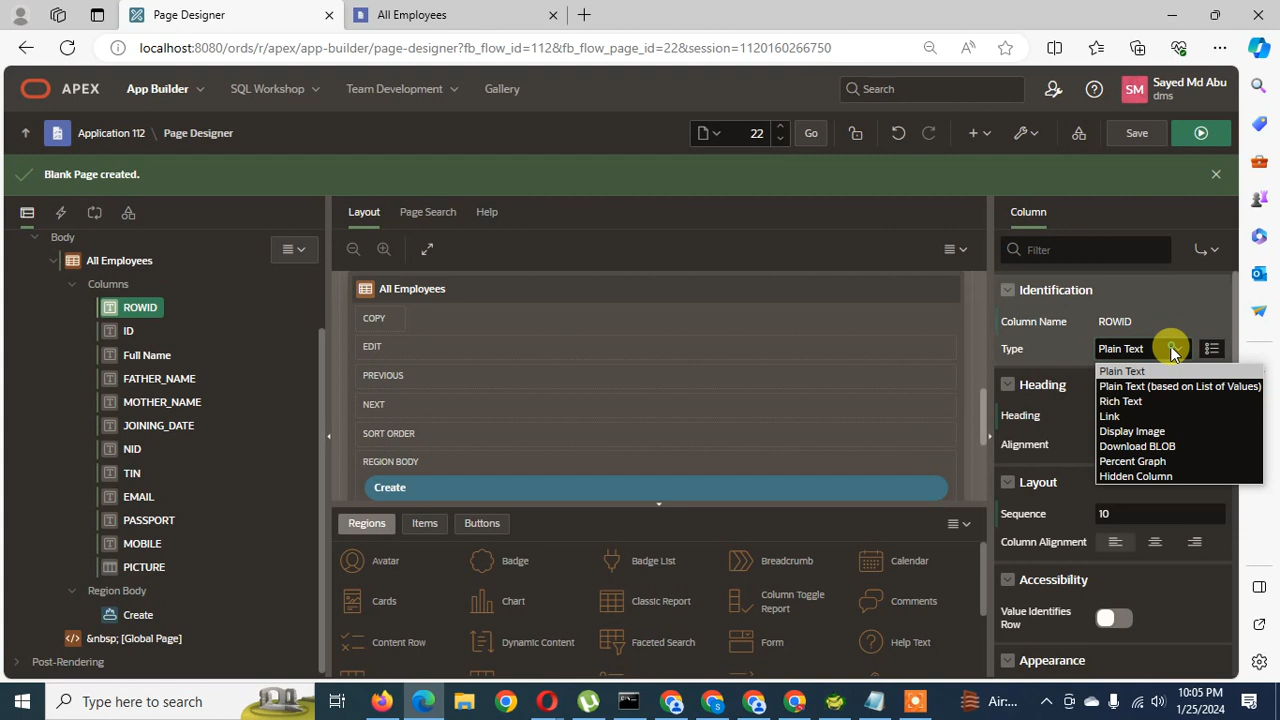 Page Designer
All Employees
localhost:8080/ords/r/apex/app-builder/page-designer?fb_flow_id=112&fb_flow_page_id=22&session=1120160266750
APEX
App Builder
SQL Workshop
Team Development
Gallery
Search
SM
Sayed Md Abu
dms
Application 112
Page Designer
22
Go
Save
Blank Page created.
Body
All Employees
Columns
ROWID
ID
Full Name
FATHER_NAME
MOTHER_NAME
JOINING_DATE
NID
TIN
EMAIL
PASSPORT
MOBILE
PICTURE
Region Body
Create
&nbsp; [Global Page]
Post-Rendering
Layout
Page Search
Help
All Employees
COPY
EDIT
PREVIOUS
NEXT
SORT ORDER
REGION BODY
Create
Regions
Items
Buttons
Avatar
Badge
Badge List
Breadcrumb
Calendar
Cards
Chart
Classic Report
Column Toggle
Report
Comments
Content Row
Dynamic Content
Faceted Search
Form
Help Text
Column
Filter
Identification
Column Name
ROWID
Type
Plain Text
Plain Text
Plain Text (based on List of Values)
Rich Text
Link
Display Image
Download BLOB
Percent Graph
Hidden Column
Heading
Heading
Alignment
Layout
Sequence
10
Column Alignment
Accessibility
Value Identifies
Row
Appearance
Type here to search
Air:...
10:05 PM
1/25/2024